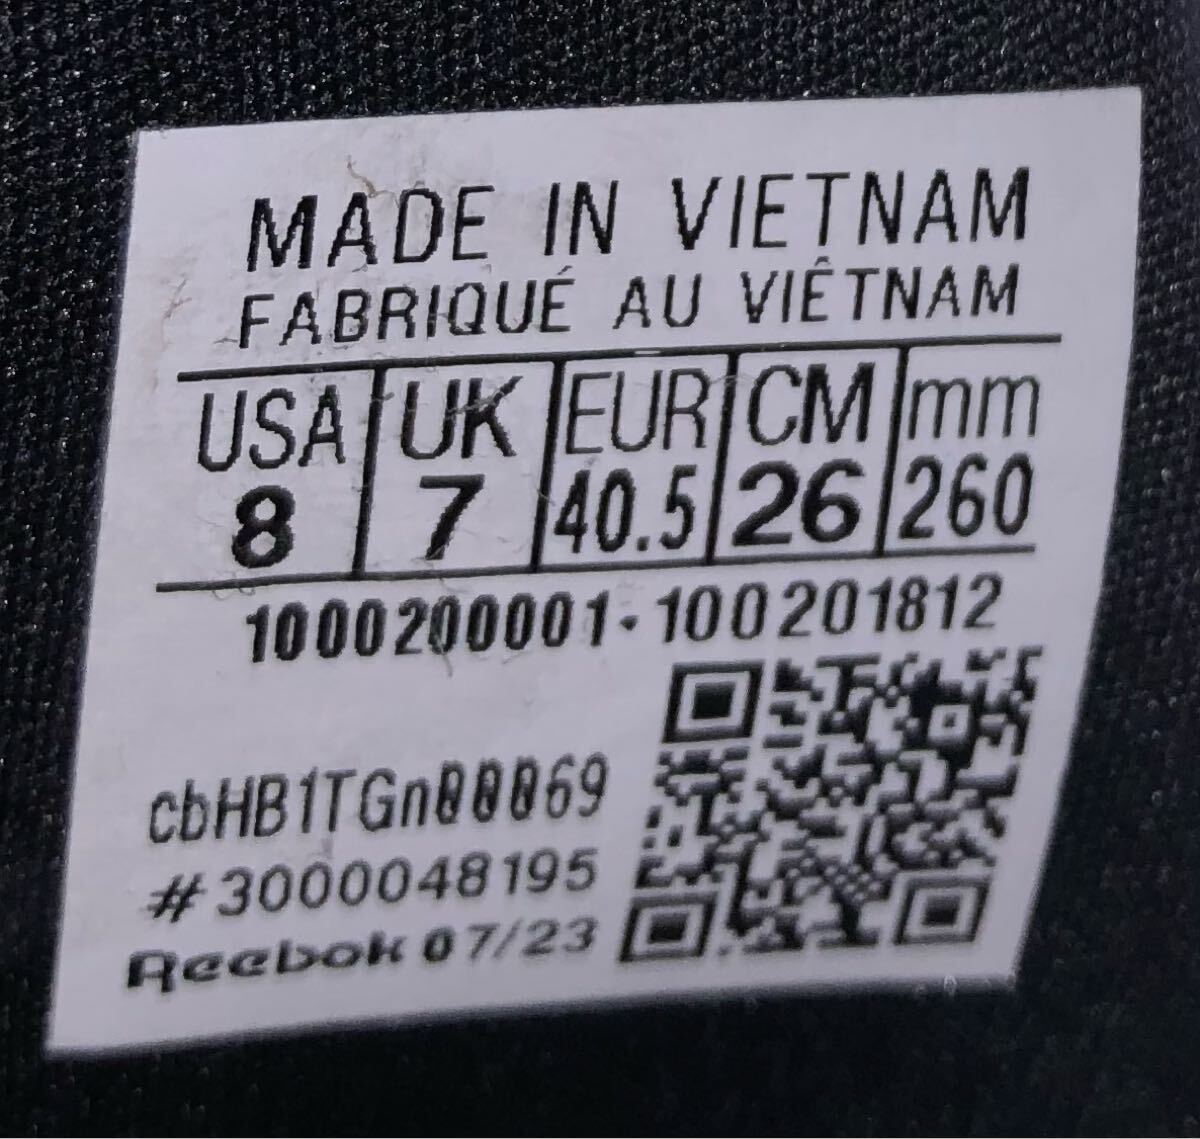 MADE IN VIETNAM
FABRIQUÉ AU VIÊTNAM
USA UK EUR CM mm
8 7 40.5 26 260
1000200001-100201812
cbHB1TGn00069
#3000048195
Reebok 07/23